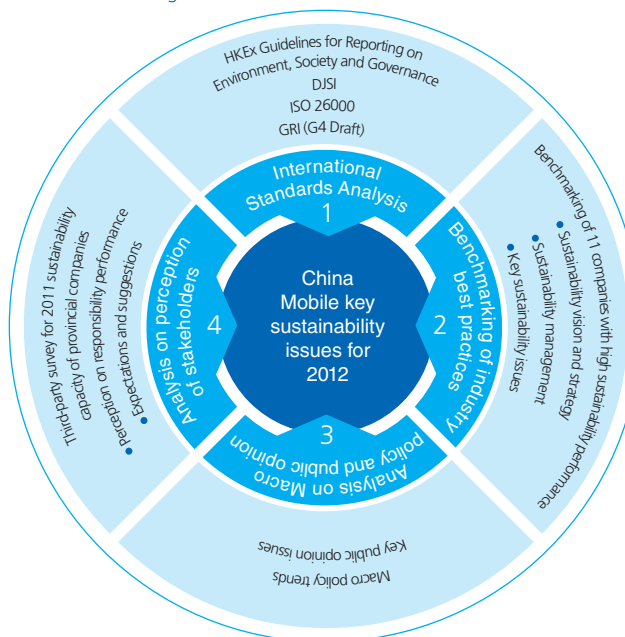 HKEx Guidelines for Reporting on
Environment, Society and Governance
DJSI
ISO 26000
GRI (G4 Draft)
International
Standards Analysis
1
Benchmarking of 11 companies with high sustainability performance
• Sustainability vision and strategy
• Sustainability management
• Key sustainability issues
Benchmarking of industry
best practices
2
China
Mobile key
sustainability
issues for
2012
3
Analysis on Macro
policy and public opinion
Key public opinion issues
Macro policy trends
4
Analysis on perception
of stakeholders
Third-party survey for 2011 sustainability
capacity of provincial companies
• Perception on responsibility performance
• Expectations and suggestions